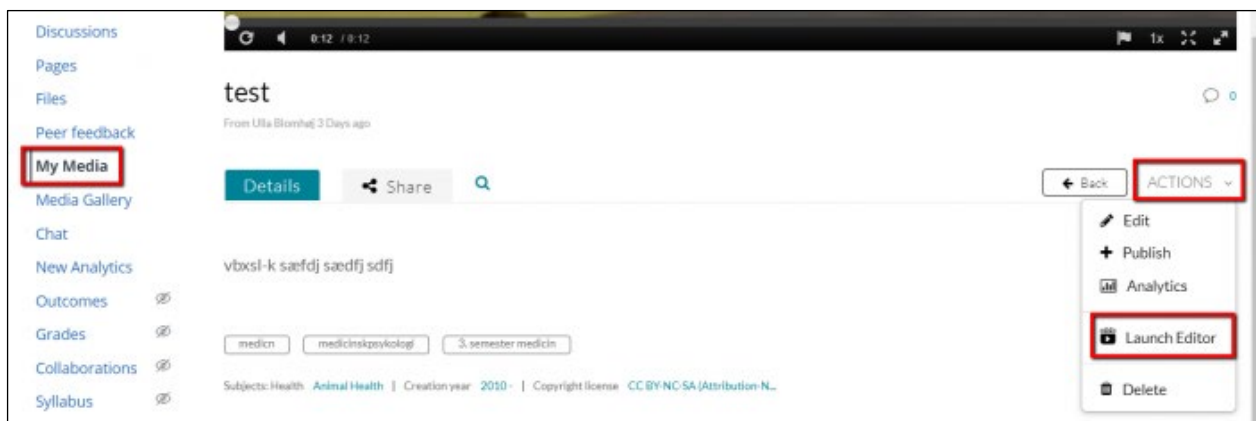 Discussions
Pages
Files
Peer feedback
My Media
Media Gallery
Chat
New Analytics
Outcomes
Grades
Collaborations
Syllabus
0:12 / 0:12
1x
test
0
From Ulla Blomhøj 3 Days ago
Details
Share
Back
ACTIONS
Edit
Publish
Analytics
Launch Editor
Delete
vbxsl-k sæfdj sædfj sdfj
medicn medicinskpsykologi 3. semester medicin
Subjects: Health Animal Health | Creation year 2010 - | Copyright license CC BY-NC-SA (Attribution-N...